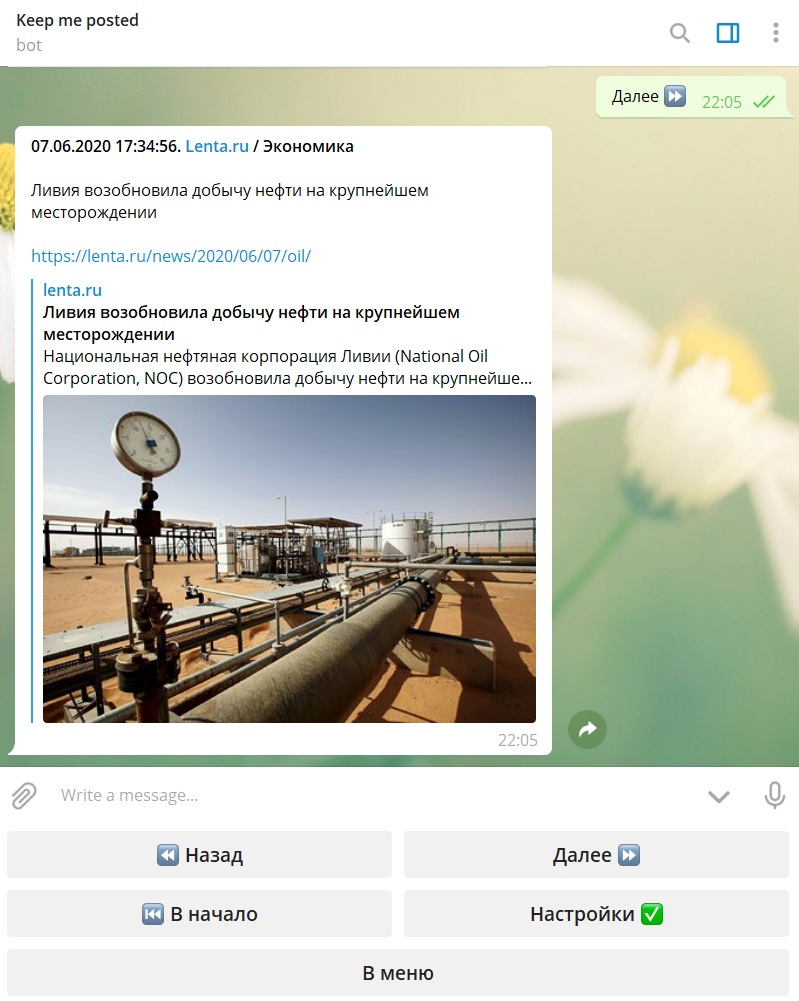 Keep me posted
bot
Далее ⏩ 22:05
07.06.2020 17:34:56. Lenta.ru / Экономика
Ливия возобновила добычу нефти на крупнейшем
месторождении
https://lenta.ru/news/2020/06/07/oil/
lenta.ru
Ливия возобновила добычу нефти на крупнейшем
месторождении
Национальная нефтяная корпорация Ливии (National Oil
Corporation, NOC) возобновила добычу нефти на крупнейше...
22:05
Write a message...
⏪ Назад
Далее ⏩
⏮ В начало
Настройки ✅
В меню